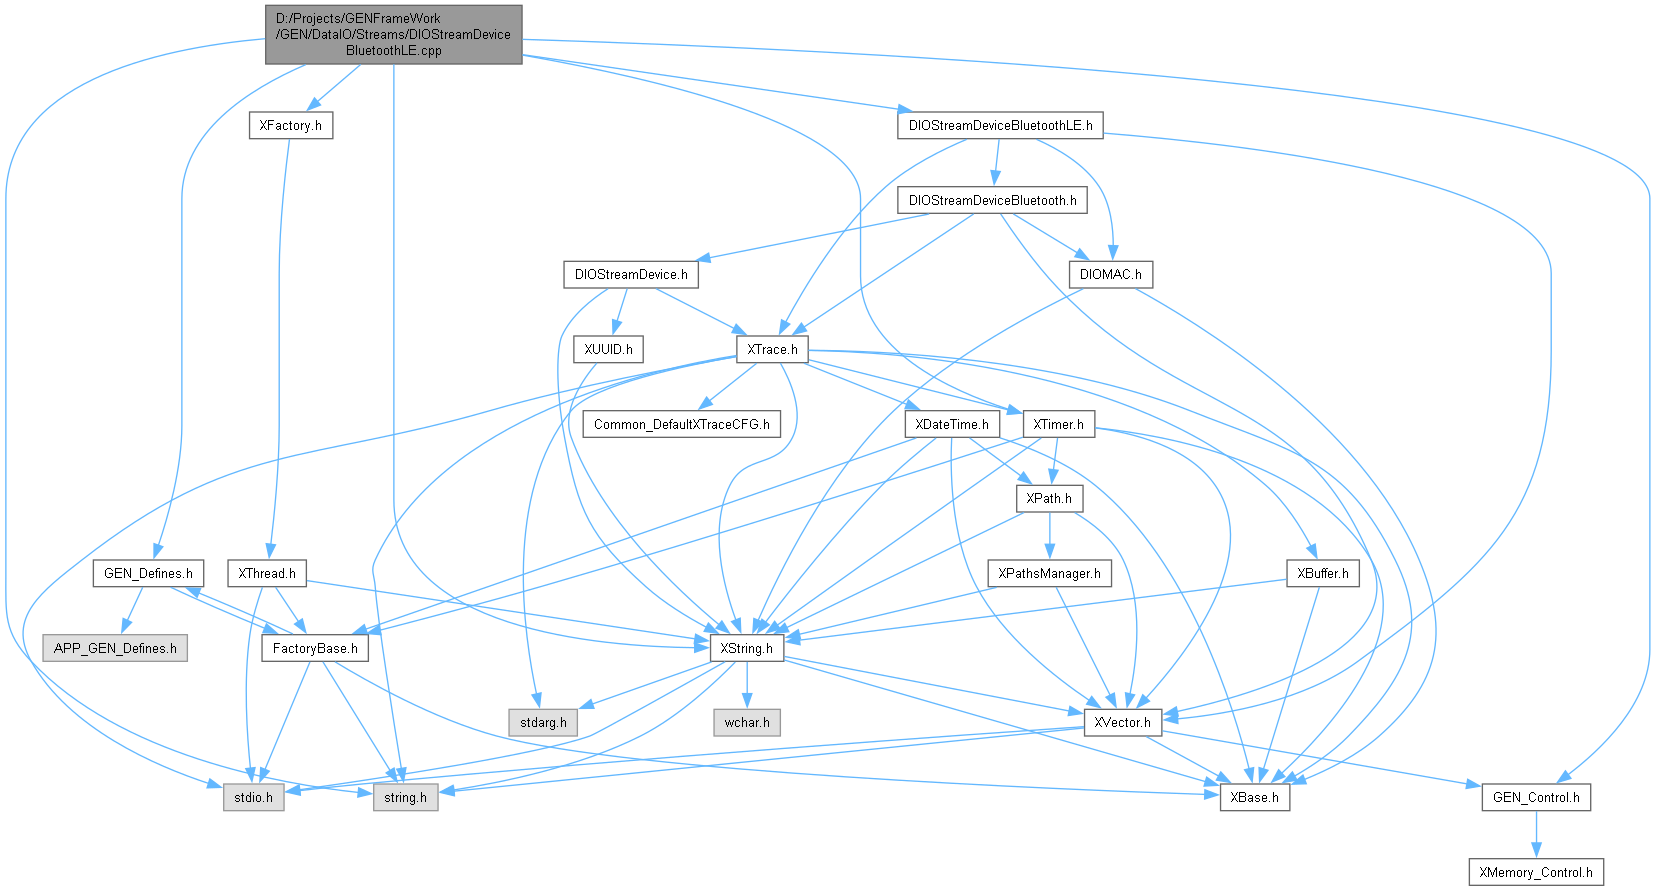 D:/Projects/GENFrameWork
/GEN/DataIO/Streams/DIOStreamDevice
BluetoothLE.cpp
XFactory.h
DIOStreamDeviceBluetoothLE.h
DIOStreamDeviceBluetooth.h
DIOStreamDevice.h
DIOMAC.h
XUUID.h
XTrace.h
Common_DefaultXTraceCFG.h
XDateTime.h
XTimer.h
XPath.h
GEN_Defines.h
XThread.h
XPathsManager.h
XBuffer.h
APP_GEN_Defines.h
FactoryBase.h
XString.h
stdarg.h
wchar.h
XVector.h
stdio.h
string.h
XBase.h
GEN_Control.h
XMemory_Control.h